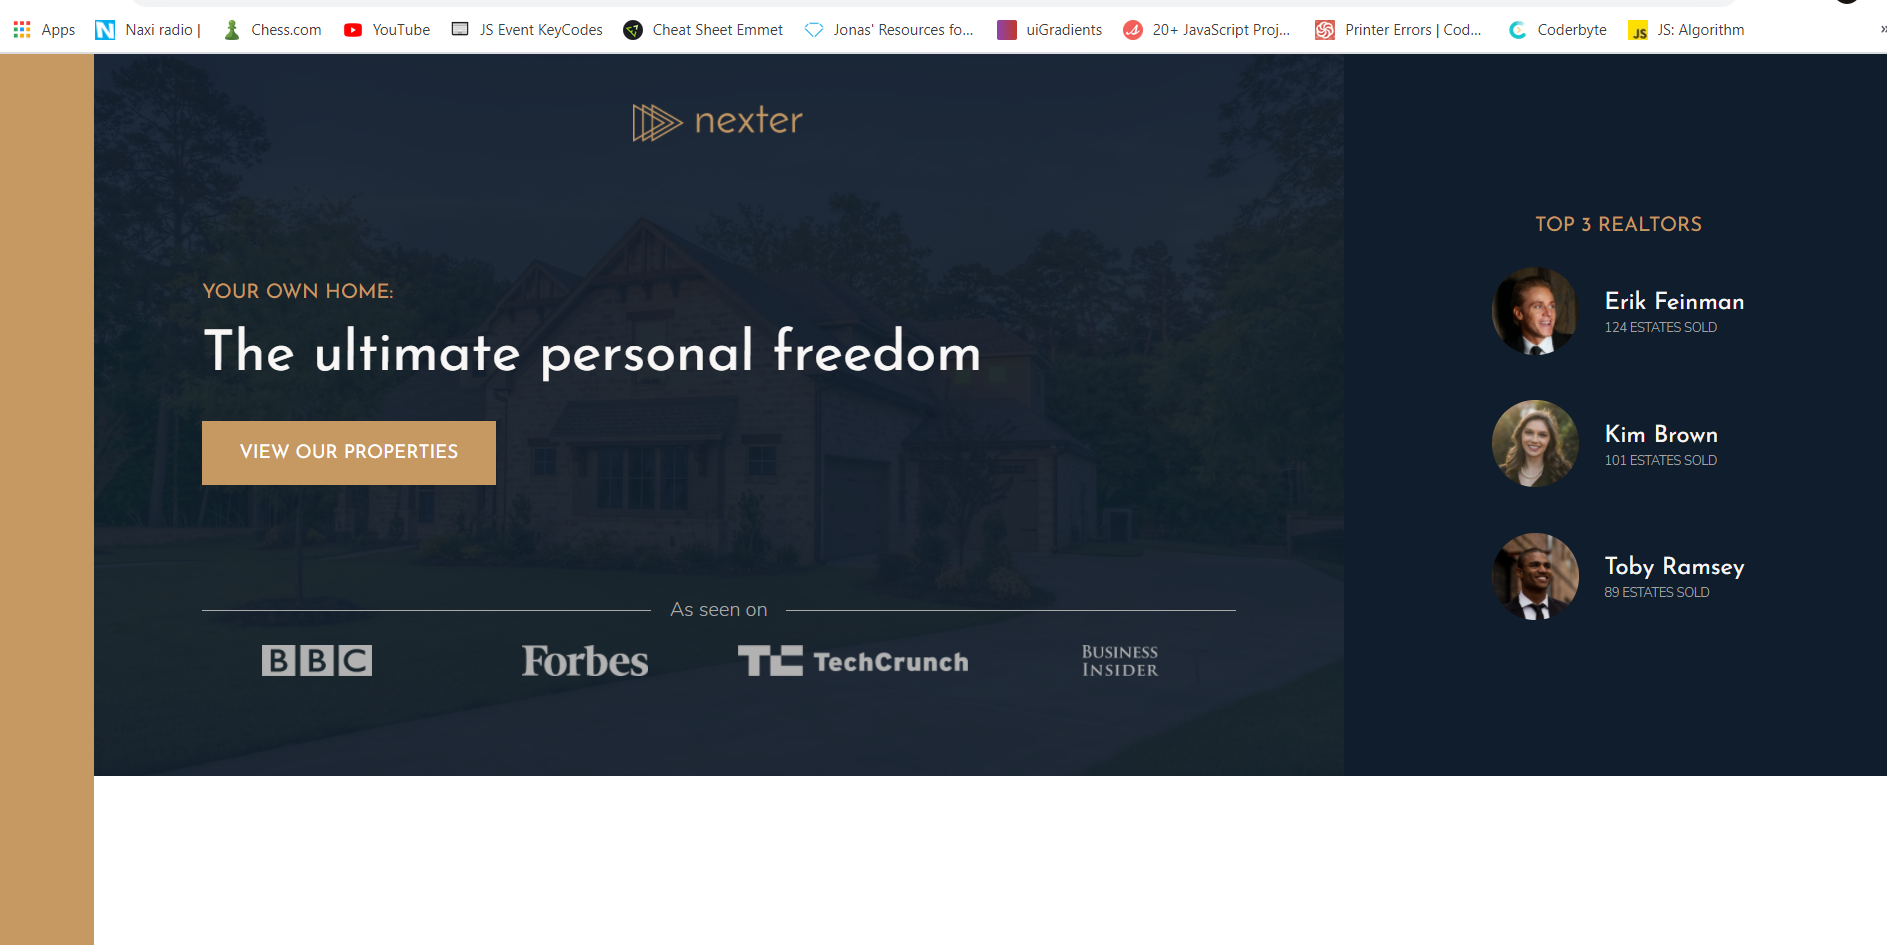 Apps
Naxi radio |
Chess.com
YouTube
JS Event KeyCodes
Cheat Sheet Emmet
Jonas' Resources fo...
uiGradients
20+ JavaScript Proj...
Printer Errors | Cod...
Coderbyte
JS
JS: Algorithm
»
nexter
YOUR OWN HOME:
The ultimate personal freedom
VIEW OUR PROPERTIES
As seen on
BBC
Forbes
TC TechCrunch
BUSINESS
INSIDER
TOP 3 REALTORS
Erik Feinman
124 ESTATES SOLD
Kim Brown
101 ESTATES SOLD
Toby Ramsey
89 ESTATES SOLD